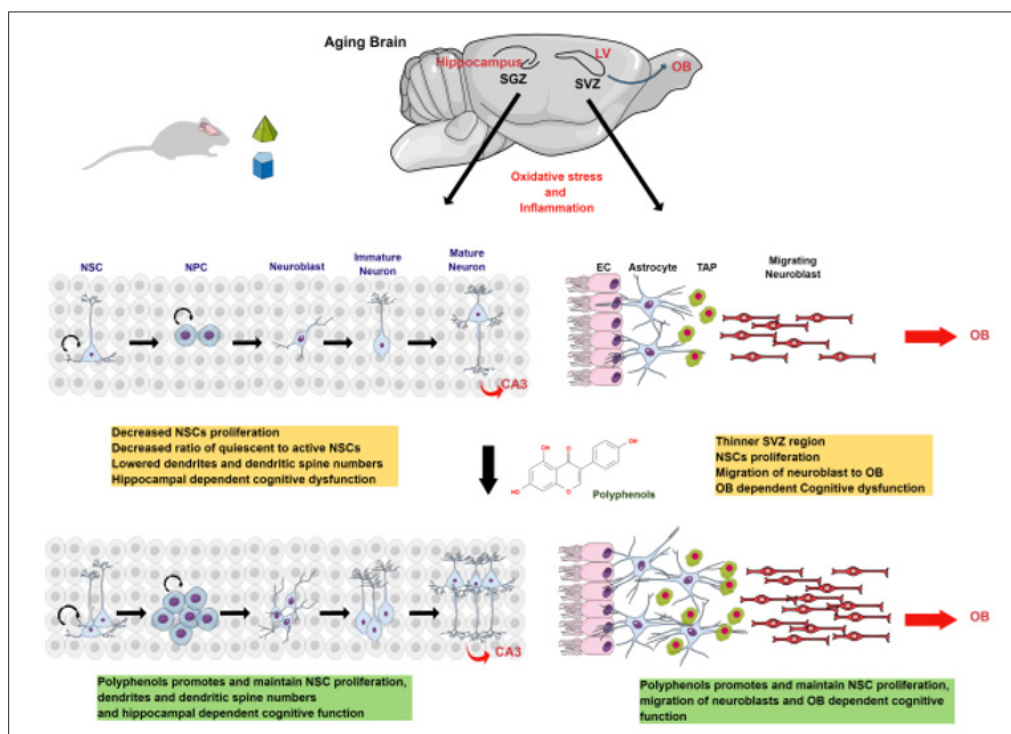 Aging Brain
Hippocampus
SGZ
LV
SVZ
OB
Oxidative stress
and
Inflammation
NSC
NPC
Neuroblast
Immature
Neuron
Mature
Neuron
CA3
EC
Astrocyte
TAP
Migrating
Neuroblast
OB
Decreased NSCs proliferation
Decreased ratio of quiescent to active NSCs
Lowered dendrites and dendritic spine numbers
Hippocampal dependent cognitive dysfunction
OH
O
OH
HO
O
Polyphenols
Thinner SVZ region
NSCs proliferation
Migration of neuroblast to OB
OB dependent Cognitive dysfunction
CA3
OB
Polyphenols promotes and maintain NSC proliferation,
dendrites and dendritic spine numbers
and hippocampal dependent cognitive function
Polyphenols promotes and maintain NSC proliferation,
migration of neuroblasts and OB dependent cognitive
function